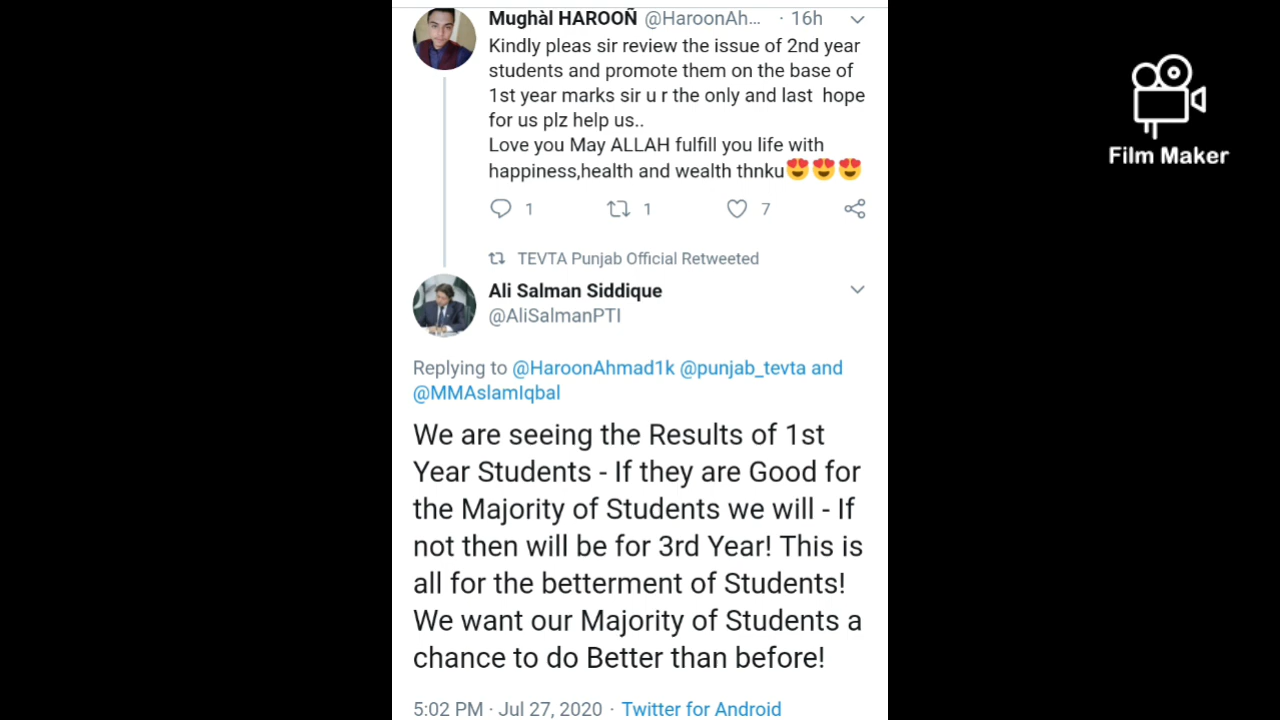 Mughàl HAROOÑ @HaroonAh... · 16h
Kindly pleas sir review the issue of 2nd year
students and promote them on the base of
1st year marks sir u r the only and last hope
for us plz help us..
Love you May ALLAH fulfill you life with
happiness,health and wealth thnku😍😍😍
1 1 7
TEVTA Punjab Official Retweeted
Ali Salman Siddique
@AliSalmanPTI
Replying to @HaroonAhmad1k @punjab_tevta and
@MMAslamIqbal
We are seeing the Results of 1st
Year Students - If they are Good for
the Majority of Students we will - If
not then will be for 3rd Year! This is
all for the betterment of Students!
We want our Majority of Students a
chance to do Better than before!
5:02 PM · Jul 27, 2020 · Twitter for Android
Film Maker